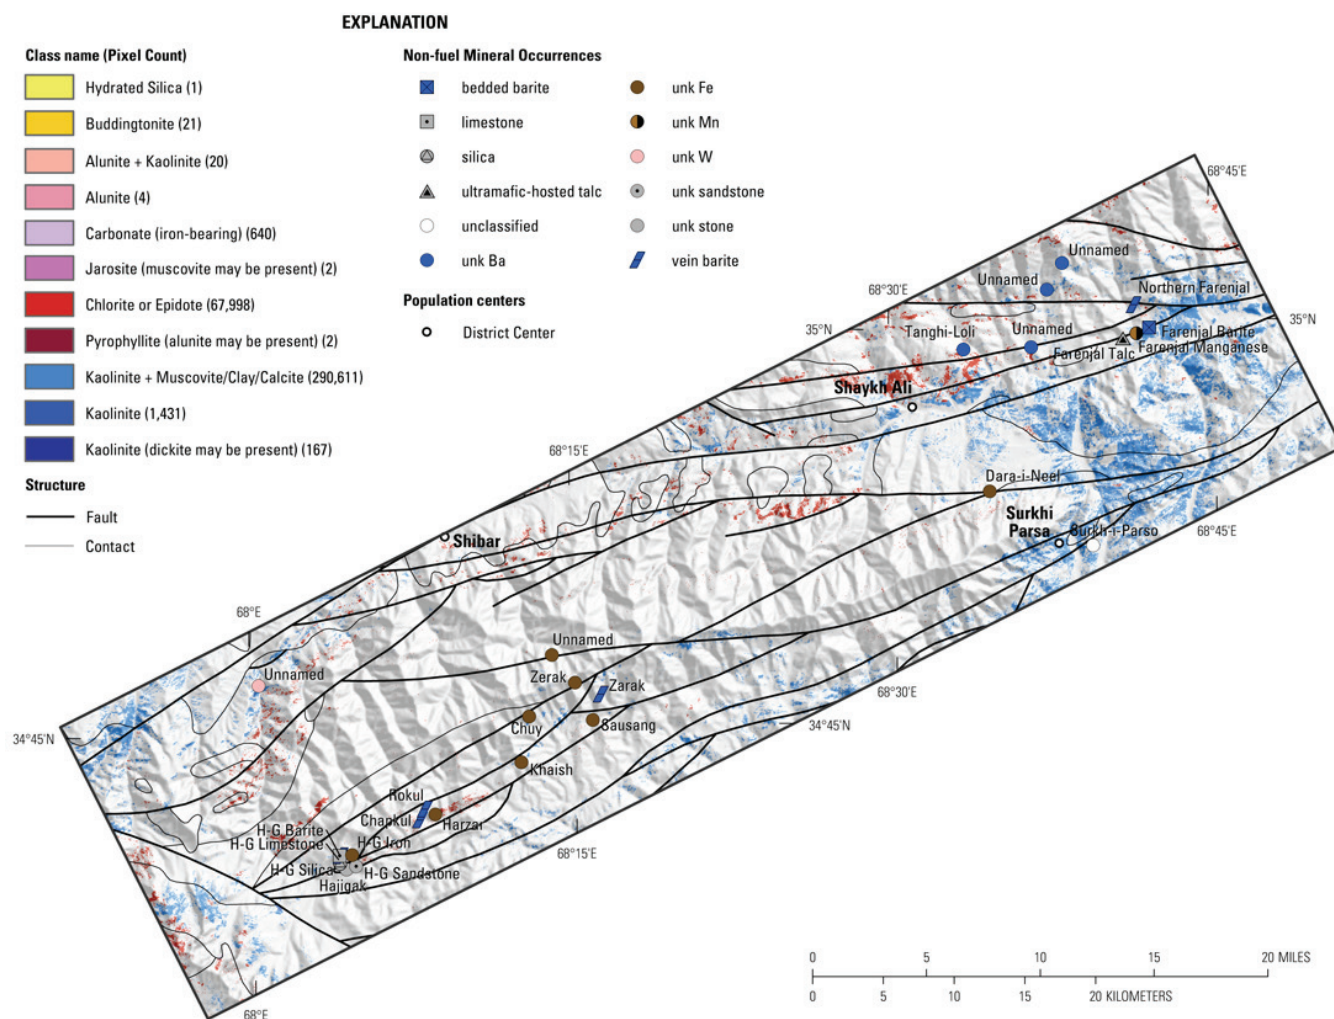 EXPLANATION
Class name (Pixel Count)
Hydrated Silica (1)
Buddingtonite (21)
Alunite + Kaolinite (20)
Alunite (4)
Carbonate (iron-bearing) (640)
Jarosite (muscovite may be present) (2)
Chlorite or Epidote (67,998)
Pyrophyllite (alunite may be present) (2)
Kaolinite + Muscovite/Clay/Calcite (290,611)
Kaolinite (1,431)
Kaolinite (dickite may be present) (167)
Structure
Fault
Contact
Non-fuel Mineral Occurrences
bedded barite
limestone
silica
ultramafic-hosted talc
unclassified
unk Ba
unk Fe
unk Mn
unk W
unk sandstone
unk stone
vein barite
Population centers
District Center
68°45'E
Unnamed
Unnamed
68°30'E
Northern Farenjal
35°N
35°N
Tanghi-Loli
Unnamed
Farenjal Barite
Farenjal Talc
Farenjal Manganese
Shaykh Ali
68°15'E
Dara-i-Neel
Surkhi
Parsa
Surkh-i-Parso
68°45'E
Shibar
68°E
Unnamed
Unnamed
Zerak
Zarak
68°30'E
Chuy
Sausang
34°45'N
34°45'N
Khaish
Rokul
Chapkul
Harzar
H-G Barite
H-G Limestone
H-G Iron
H-G Silica
H-G Sandstone
Hajigak
68°15'E
68°E
0 5 10 15 20 MILES
0 5 10 15 20 KILOMETERS